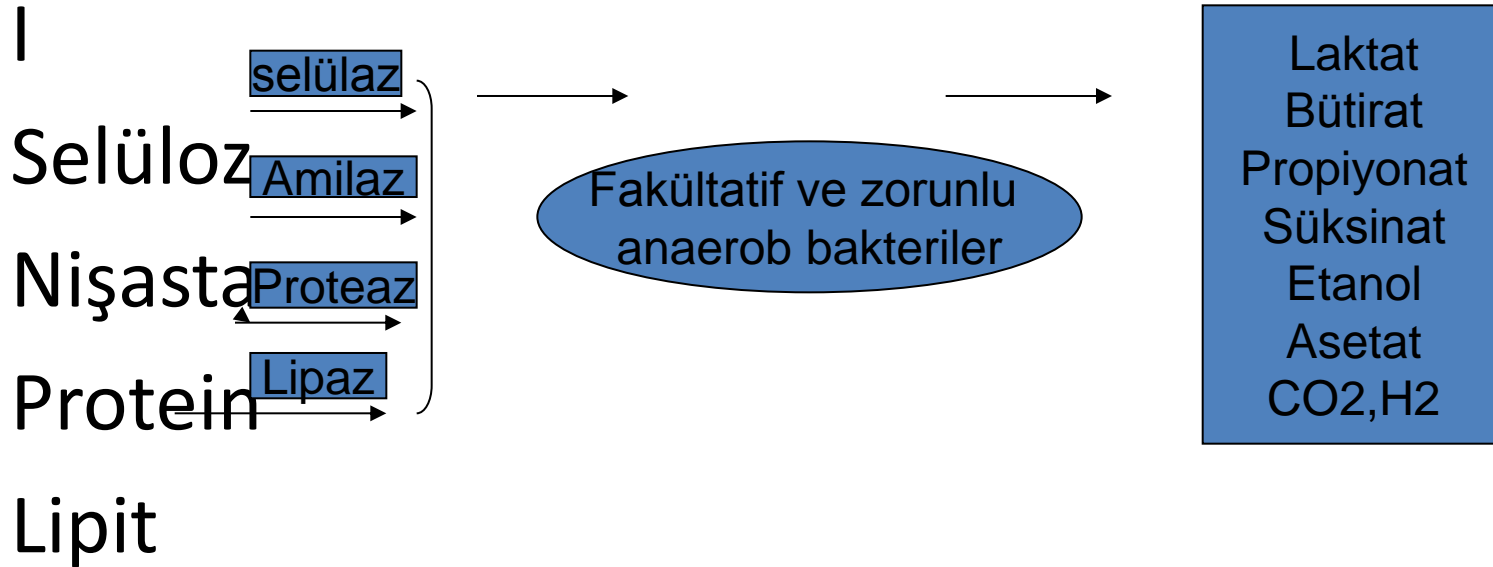 I
selülaz
Selüloz
Amilaz
Nişasta
Proteaz
Protein
Lipaz
Lipit
Fakültatif ve zorunlu
anaerob bakteriler
Laktat
Bütirat
Propiyonat
Süksinat
Etanol
Asetat
CO2,H2